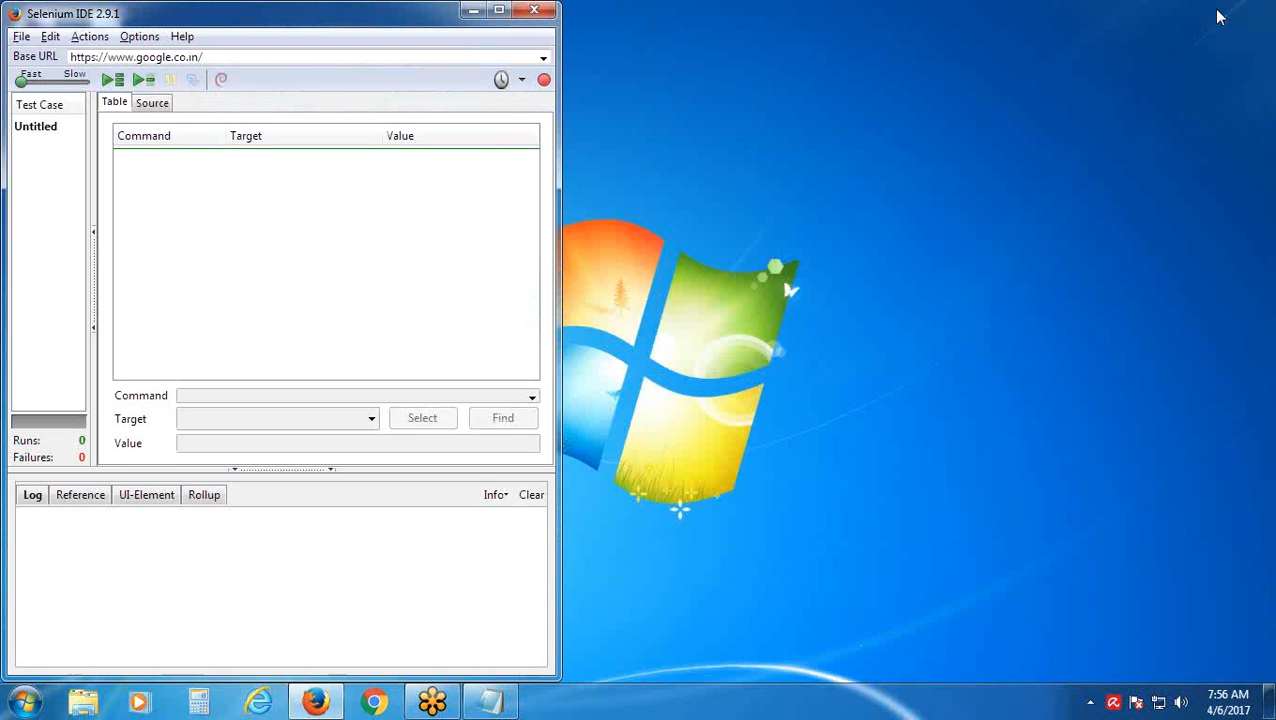 Selenium IDE 2.9.1
File Edit Actions Options Help
Base URL https://www.google.co.in/
Fast Slow
Test Case
Table Source
Untitled
Command Target Value
Command
Target Select Find
Value
Runs: 0
Failures: 0
Log Reference UI-Element Rollup Info Clear
7:56 AM
4/6/2017